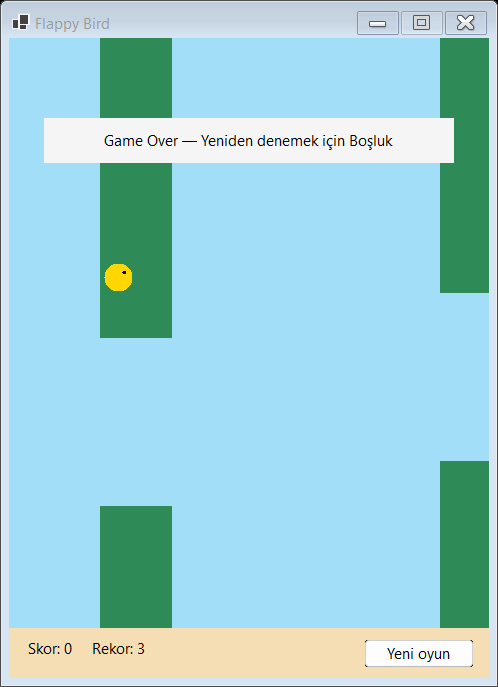 Flappy Bird
Game Over — Yeniden denemek için Boşluk
Skor: 0 Rekor: 3
Yeni oyun